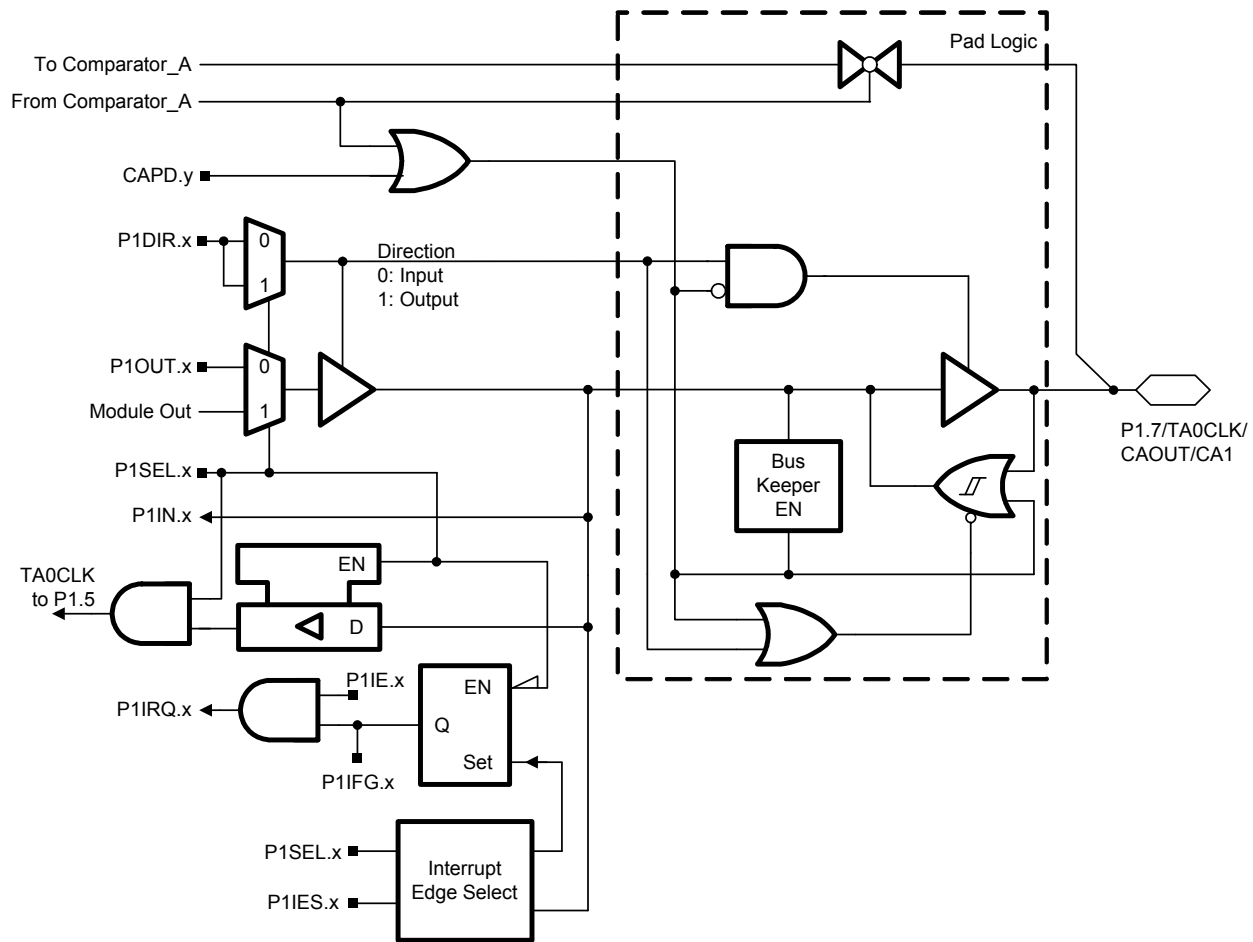 Pad Logic
To Comparator_A
From Comparator_A
CAPD.y
P1DIR.x
0
1
Direction
0: Input
1: Output
P1OUT.x
0
Module Out
1
P1.7/TA0CLK/
CAOUT/CA1
P1SEL.x
Bus
Keeper
EN
P1IN.x
TA0CLK
to P1.5
EN
D
P1IE.x
EN
P1IRQ.x
Q
Set
P1IFG.x
P1SEL.x
Interrupt
Edge Select
P1IES.x